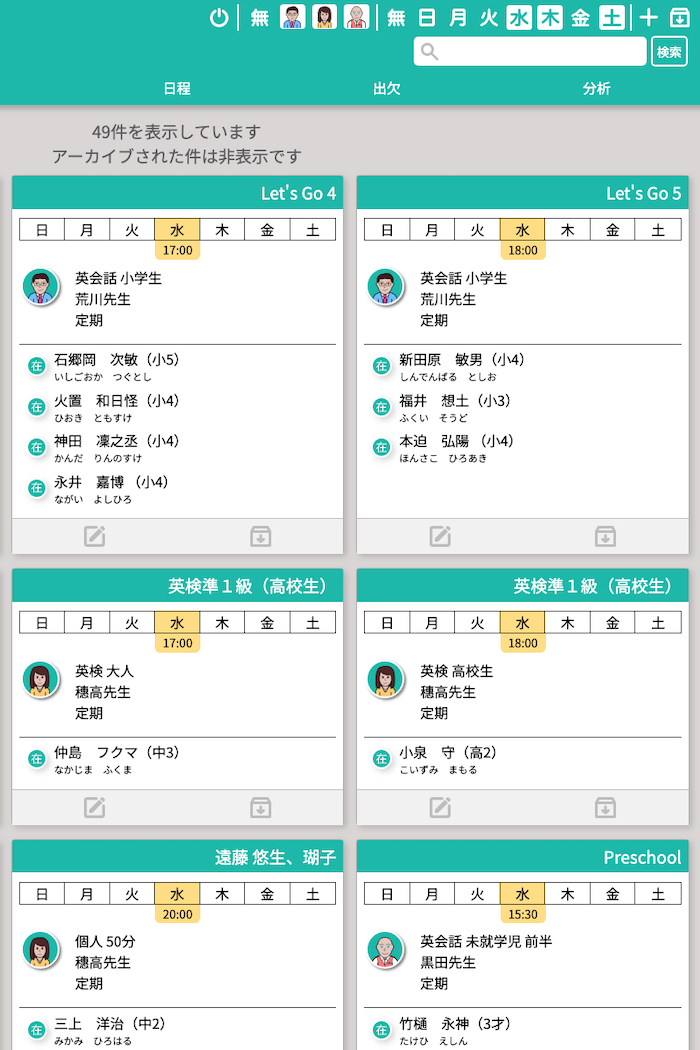 無 無 日 月 火 水 木 金 土
検索
日程 出欠 分析
49件を表示しています
アーカイブされた件は非表示です
Let's Go 4
日 月 火 水 木 金 土
17:00
英会話 小学生
荒川先生
定期
在 石郷岡　次敏（小5）
いしごおか　つぐとし
在 火置　和日怪（小4）
ひおき　ともすけ
在 神田　凜之丞（小4）
かんだ　りんのすけ
在 永井　嘉博 （小4）
ながい　よしひろ
Let's Go 5
日 月 火 水 木 金 土
18:00
英会話 小学生
荒川先生
定期
在 新田原　敏男（小4）
しんでんばる　としお
在 福井　想土（小3）
ふくい　そうど
在 本迫　弘陽 （小4）
ほんさこ　ひろあき
英検準１級（高校生）
日 月 火 水 木 金 土
17:00
英検 大人
穂高先生
定期
在 仲島　フクマ（中3）
なかじま　ふくま
英検準１級（高校生）
日 月 火 水 木 金 土
18:00
英検 高校生
穂高先生
定期
在 小泉　守（高2）
こいずみ　まもる
遠藤 悠生、瑚子
日 月 火 水 木 金 土
20:00
個人 50分
穂高先生
定期
在 三上　洋治（中2）
みかみ　ひろはる
Preschool
日 月 火 水 木 金 土
15:30
英会話 未就学児 前半
黒田先生
定期
在 竹樋　永神（3才）
たけひ　えしん